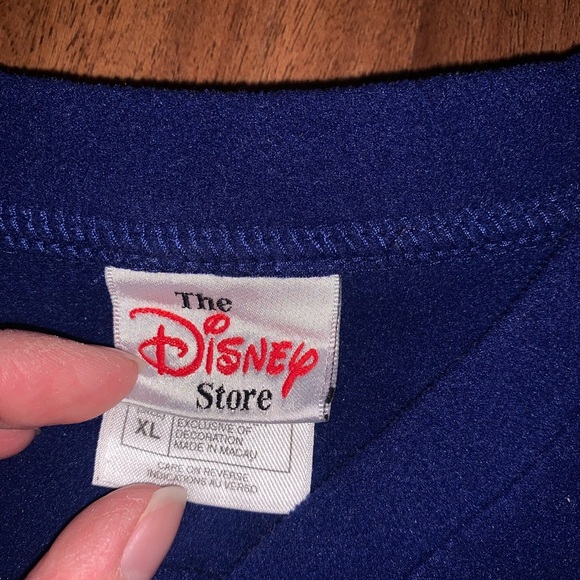 The
Disney
Store
XL
EXCLUSIVE OF
DECORATION
MADE IN MACAU
CARE ON REVERSE
INDICATIONS AU VERSO